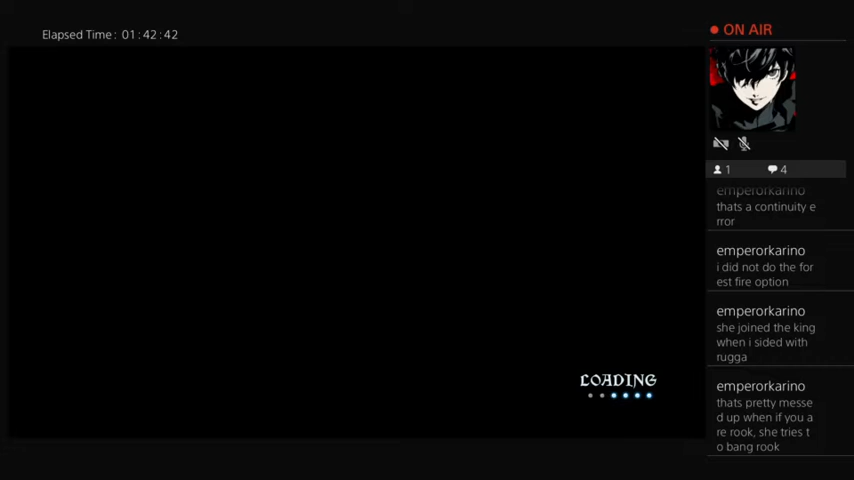 Elapsed Time: 01:42:42
ON AIR
1 4
emperorkarino
thats a continuity e
rror
emperorkarino
i did not do the for
est fire option
emperorkarino
she joined the king
when i sided with
rugga
LOADING
emperorkarino
thats pretty messe
d up when if you a
re rook, she tries t
o bang rook